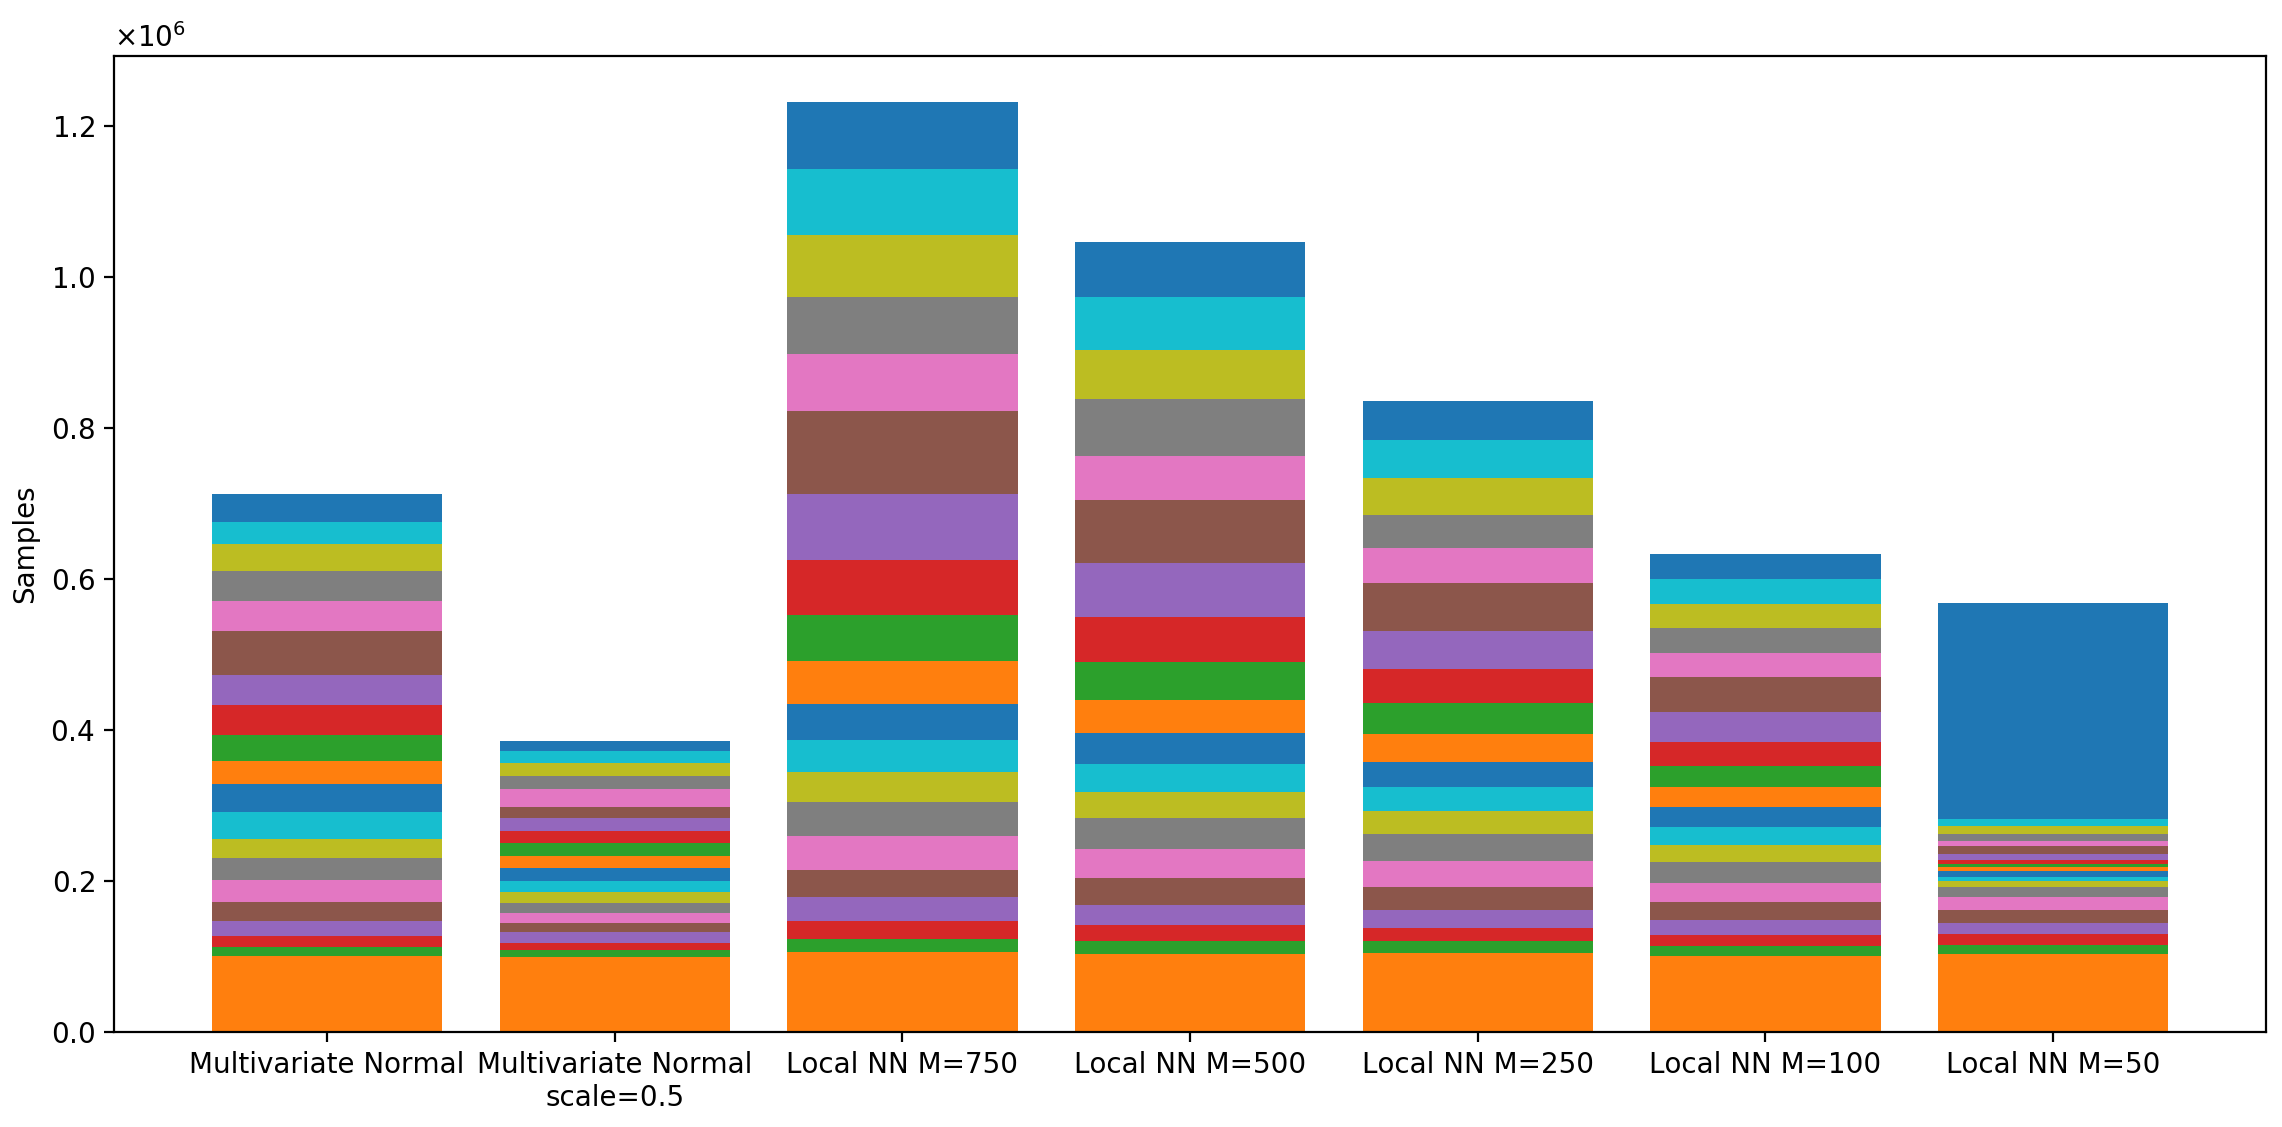 ×10⁶
1.2
1.0
0.8
0.6
0.4
0.2
0.0
Samples
Multivariate Normal
Multivariate Normal
scale=0.5
Local NN M=750
Local NN M=500
Local NN M=250
Local NN M=100
Local NN M=50